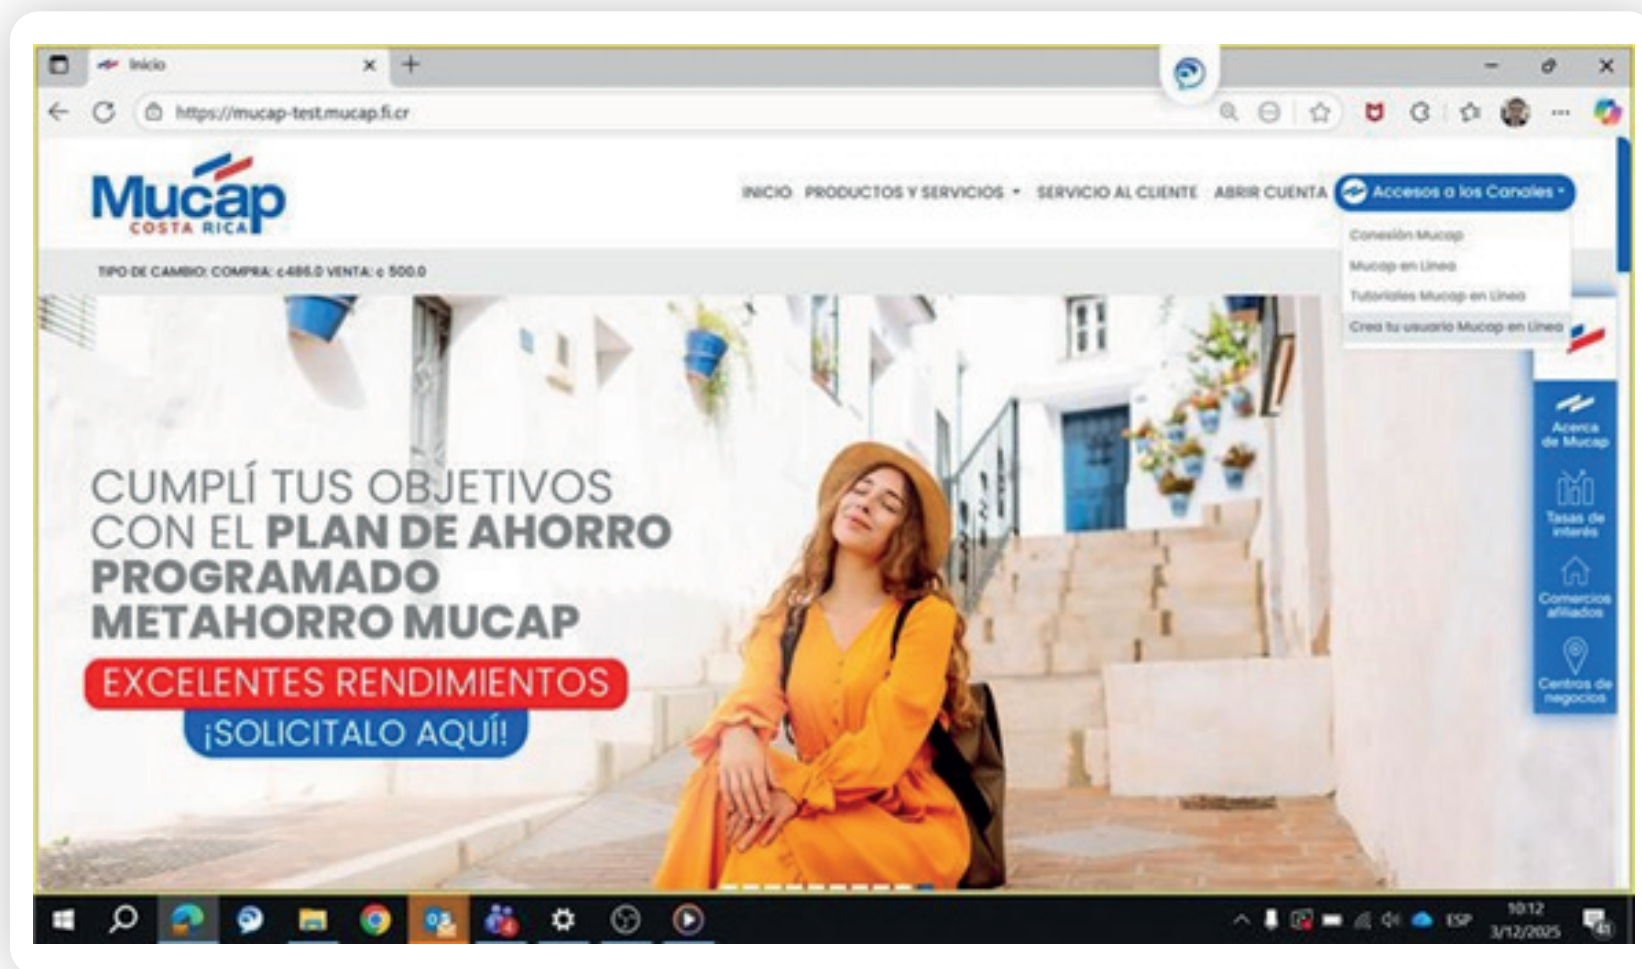 Inicio
https://mucap-test.mucap.fi.cr
Mucap
COSTA RICA
INICIO PRODUCTOS Y SERVICIOS SERVICIO AL CLIENTE ABRIR CUENTA Accesos a los Canales
Conexión Mucap
Mucap en Línea
Tutoriales Mucap en Línea
Crea tu usuario Mucap en Línea
TIPO DE CAMBIO: COMPRA: ¢486.0 VENTA: ¢ 500.0
CUMPLÍ TUS OBJETIVOS
CON EL PLAN DE AHORRO
PROGRAMADO
METAHORRO MUCAP
EXCELENTES RENDIMIENTOS
¡SOLICITALO AQUÍ!
Acerca
de Mucap
Tasas de
interés
Comercios
afiliados
Centros de
negocios
ESP
10:12
3/12/2025